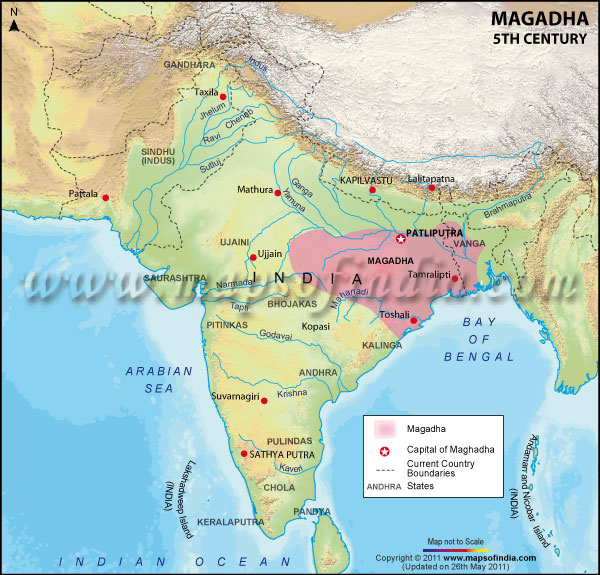 N
MAGADHA
5TH CENTURY
GANDHARA
Indus
Taxila
Jhelum
Cheneb
Ravi
SINDHU
(INDUS)
Sutluj
Pattala
Mathura
Ganga
Yamuna
KAPILVASTU
Lalitapatna
Brahmaputra
PATLIPUTRA
VANGA
UJAINI
Ujjain
MAGADHA
Tamralipti
SAURASHTRA
Narmada
INDIA
Mahanadi
www.mapsofindia.com
Tapti
BHOJAKAS
Toshali
PITINKAS
Kopasi
Godavai
KALINGA
BAY
OF
BENGAL
ARABIAN
SEA
ANDHRA
Suvarnagiri
Krishna
PULINDAS
SATHYA PUTRA
Kaveri
CHOLA
Lakshadweep Island
(INDIA)
PANDYA
KERALAPUTRA
Andaman and Nicobar Island
(INDIA)
INDIAN OCEAN
Magadha
Capital of Maghadha
Current Country
Boundaries
ANDHRA States
Map not to Scale
Copyright © 2011 www.mapsofindia.com
(Updated on 26th May 2011)